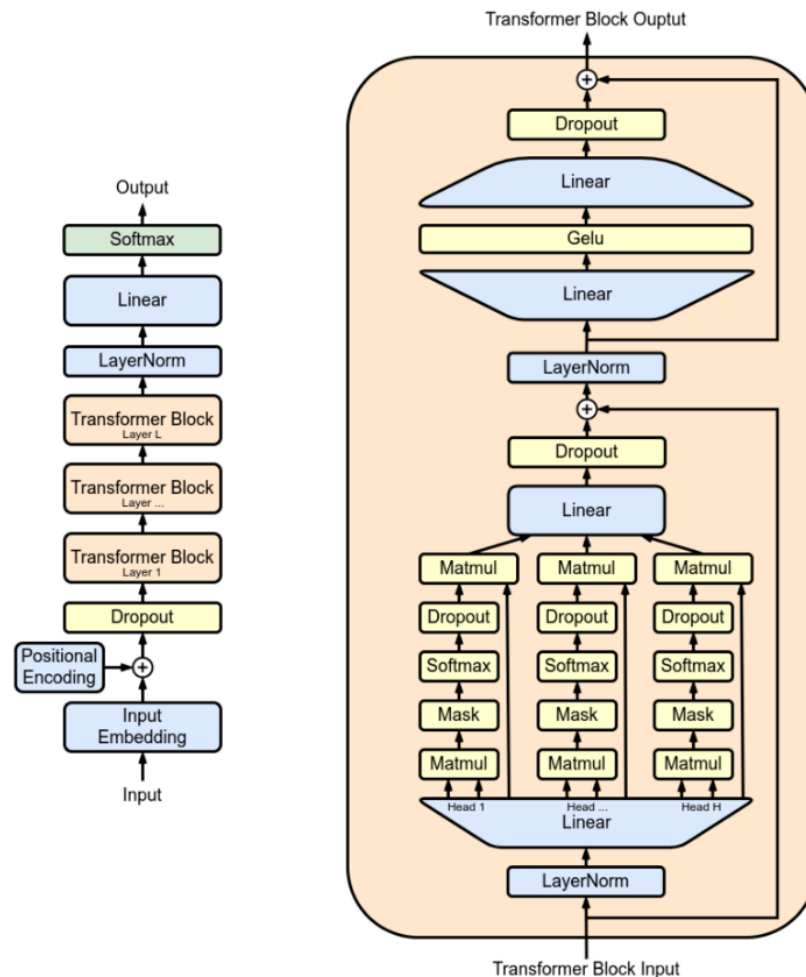 Output
Softmax
Linear
LayerNorm
Transformer Block
Layer L
Transformer Block
Layer ...
Transformer Block
Layer 1
Dropout
Positional
Encoding
+
Input
Embedding
Input
Transformer Block Ouptut
+
Dropout
Linear
Gelu
Linear
LayerNorm
+
Dropout
Linear
Matmul Matmul Matmul
Dropout Dropout Dropout
Softmax Softmax Softmax
Mask Mask Mask
Matmul Matmul Matmul
Head 1 Head ... Head H
Linear
LayerNorm
Transformer Block Input